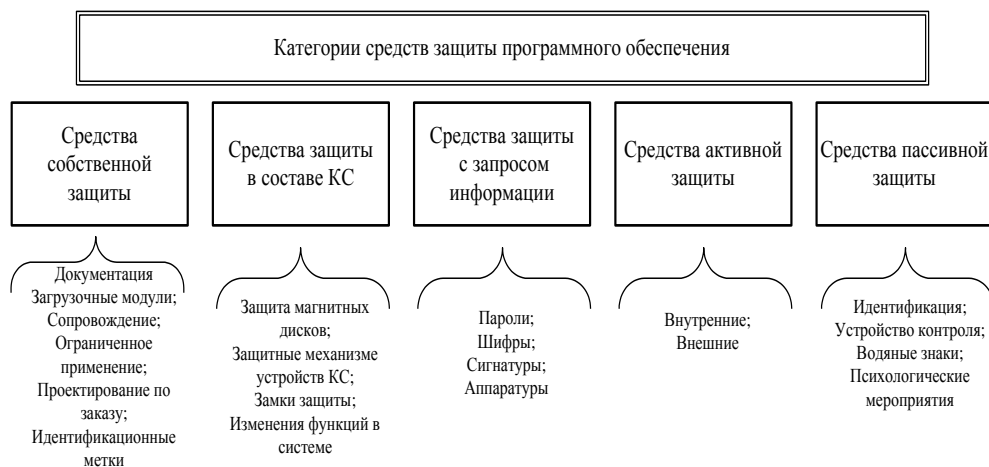 Категории средств защиты программного обеспечения
Средства
собственной
защиты
Средства защиты
в составе КС
Средства защиты
с запросом
информации
Средства активной
защиты
Средства пассивной
защиты
Документация
Загрузочные модули;
Сопровождение;
Ограниченное
применение;
Проектирование по
заказу;
Идентификационные
метки
Защита магнитных
дисков;
Защитные механизме
устройств КС;
Замки защиты;
Изменения функций в
системе
Пароли;
Шифры;
Сигнатуры;
Аппаратуры
Внутренние;
Внешние
Идентификация;
Устройство контроля;
Водяные знаки;
Психологические
мероприятия